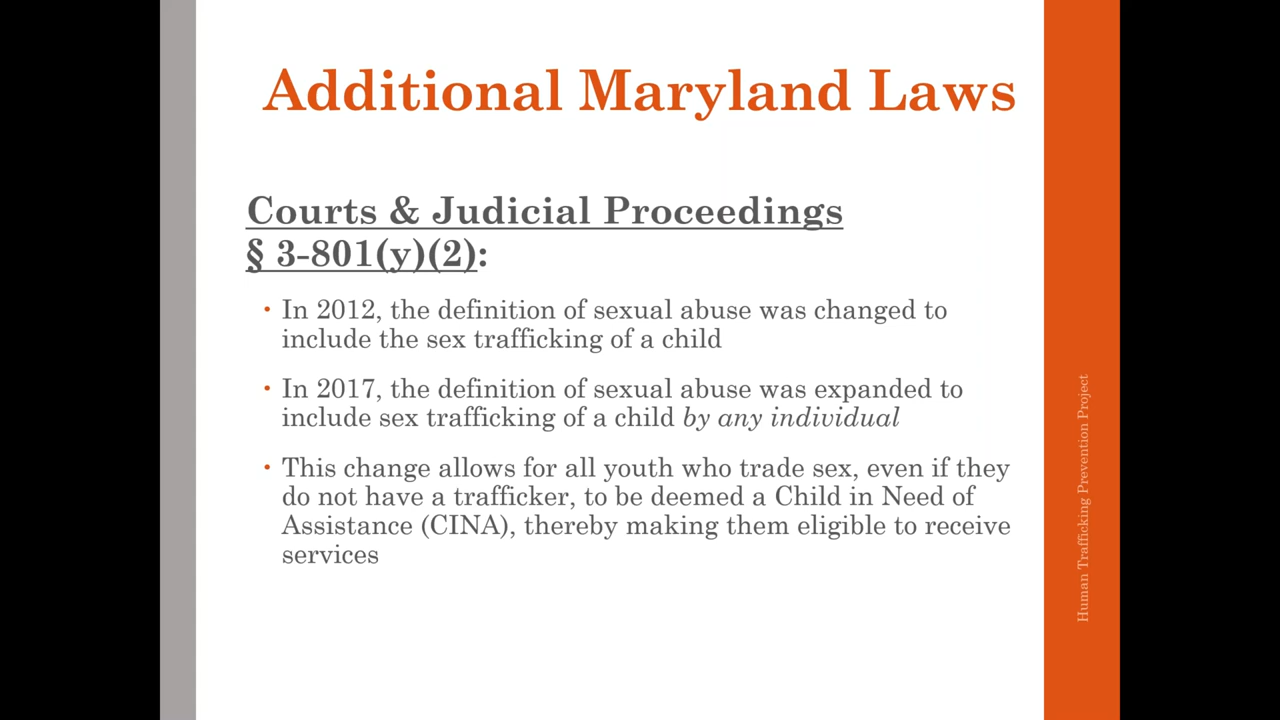 Additional Maryland Laws
Courts & Judicial Proceedings
§ 3-801(y)(2):
• In 2012, the definition of sexual abuse was changed to
include the sex trafficking of a child
• In 2017, the definition of sexual abuse was expanded to
include sex trafficking of a child by any individual
• This change allows for all youth who trade sex, even if they
do not have a trafficker, to be deemed a Child in Need of
Assistance (CINA), thereby making them eligible to receive
services
Human Trafficking Prevention Project